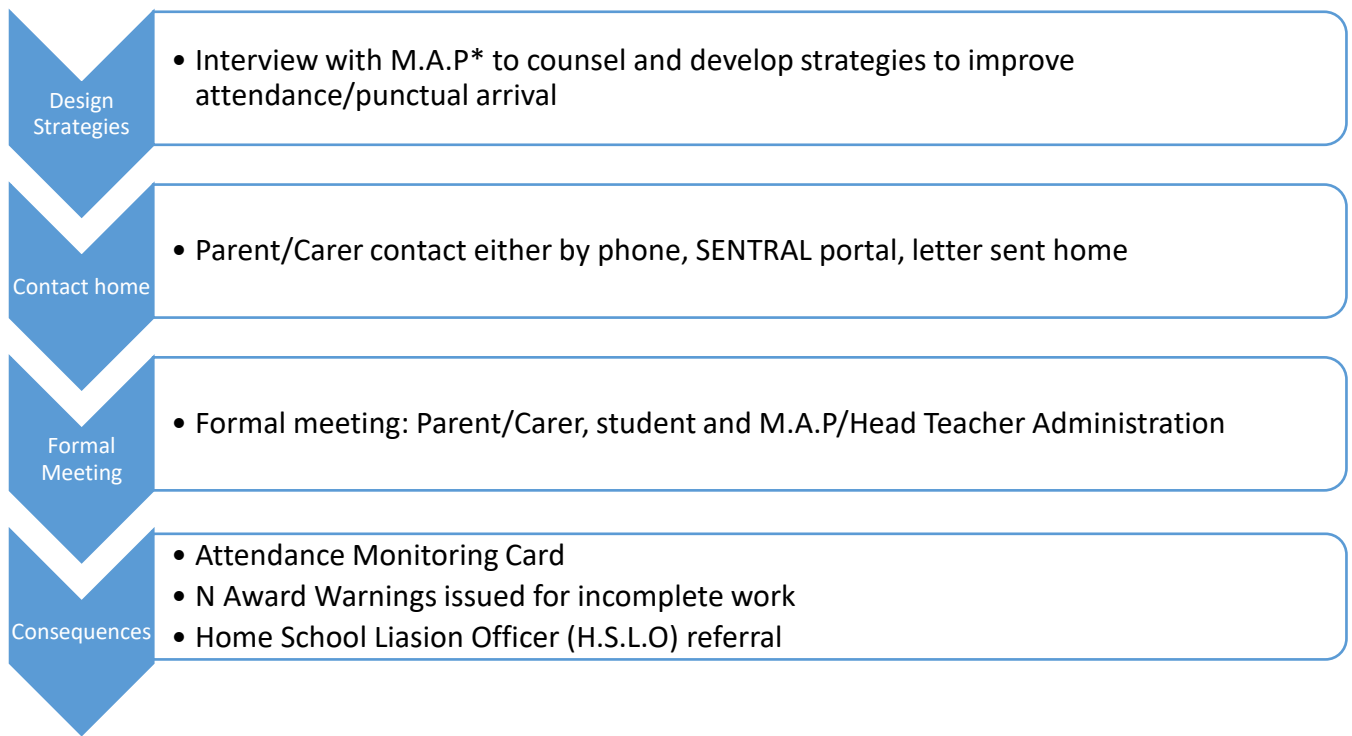 Design
Strategies
• Interview with M.A.P* to counsel and develop strategies to improve
attendance/punctual arrival
Contact home
• Parent/Carer contact either by phone, SENTRAL portal, letter sent home
Formal
Meeting
• Formal meeting: Parent/Carer, student and M.A.P/Head Teacher Administration
Consequences
• Attendance Monitoring Card
• N Award Warnings issued for incomplete work
• Home School Liasion Officer (H.S.L.O) referral